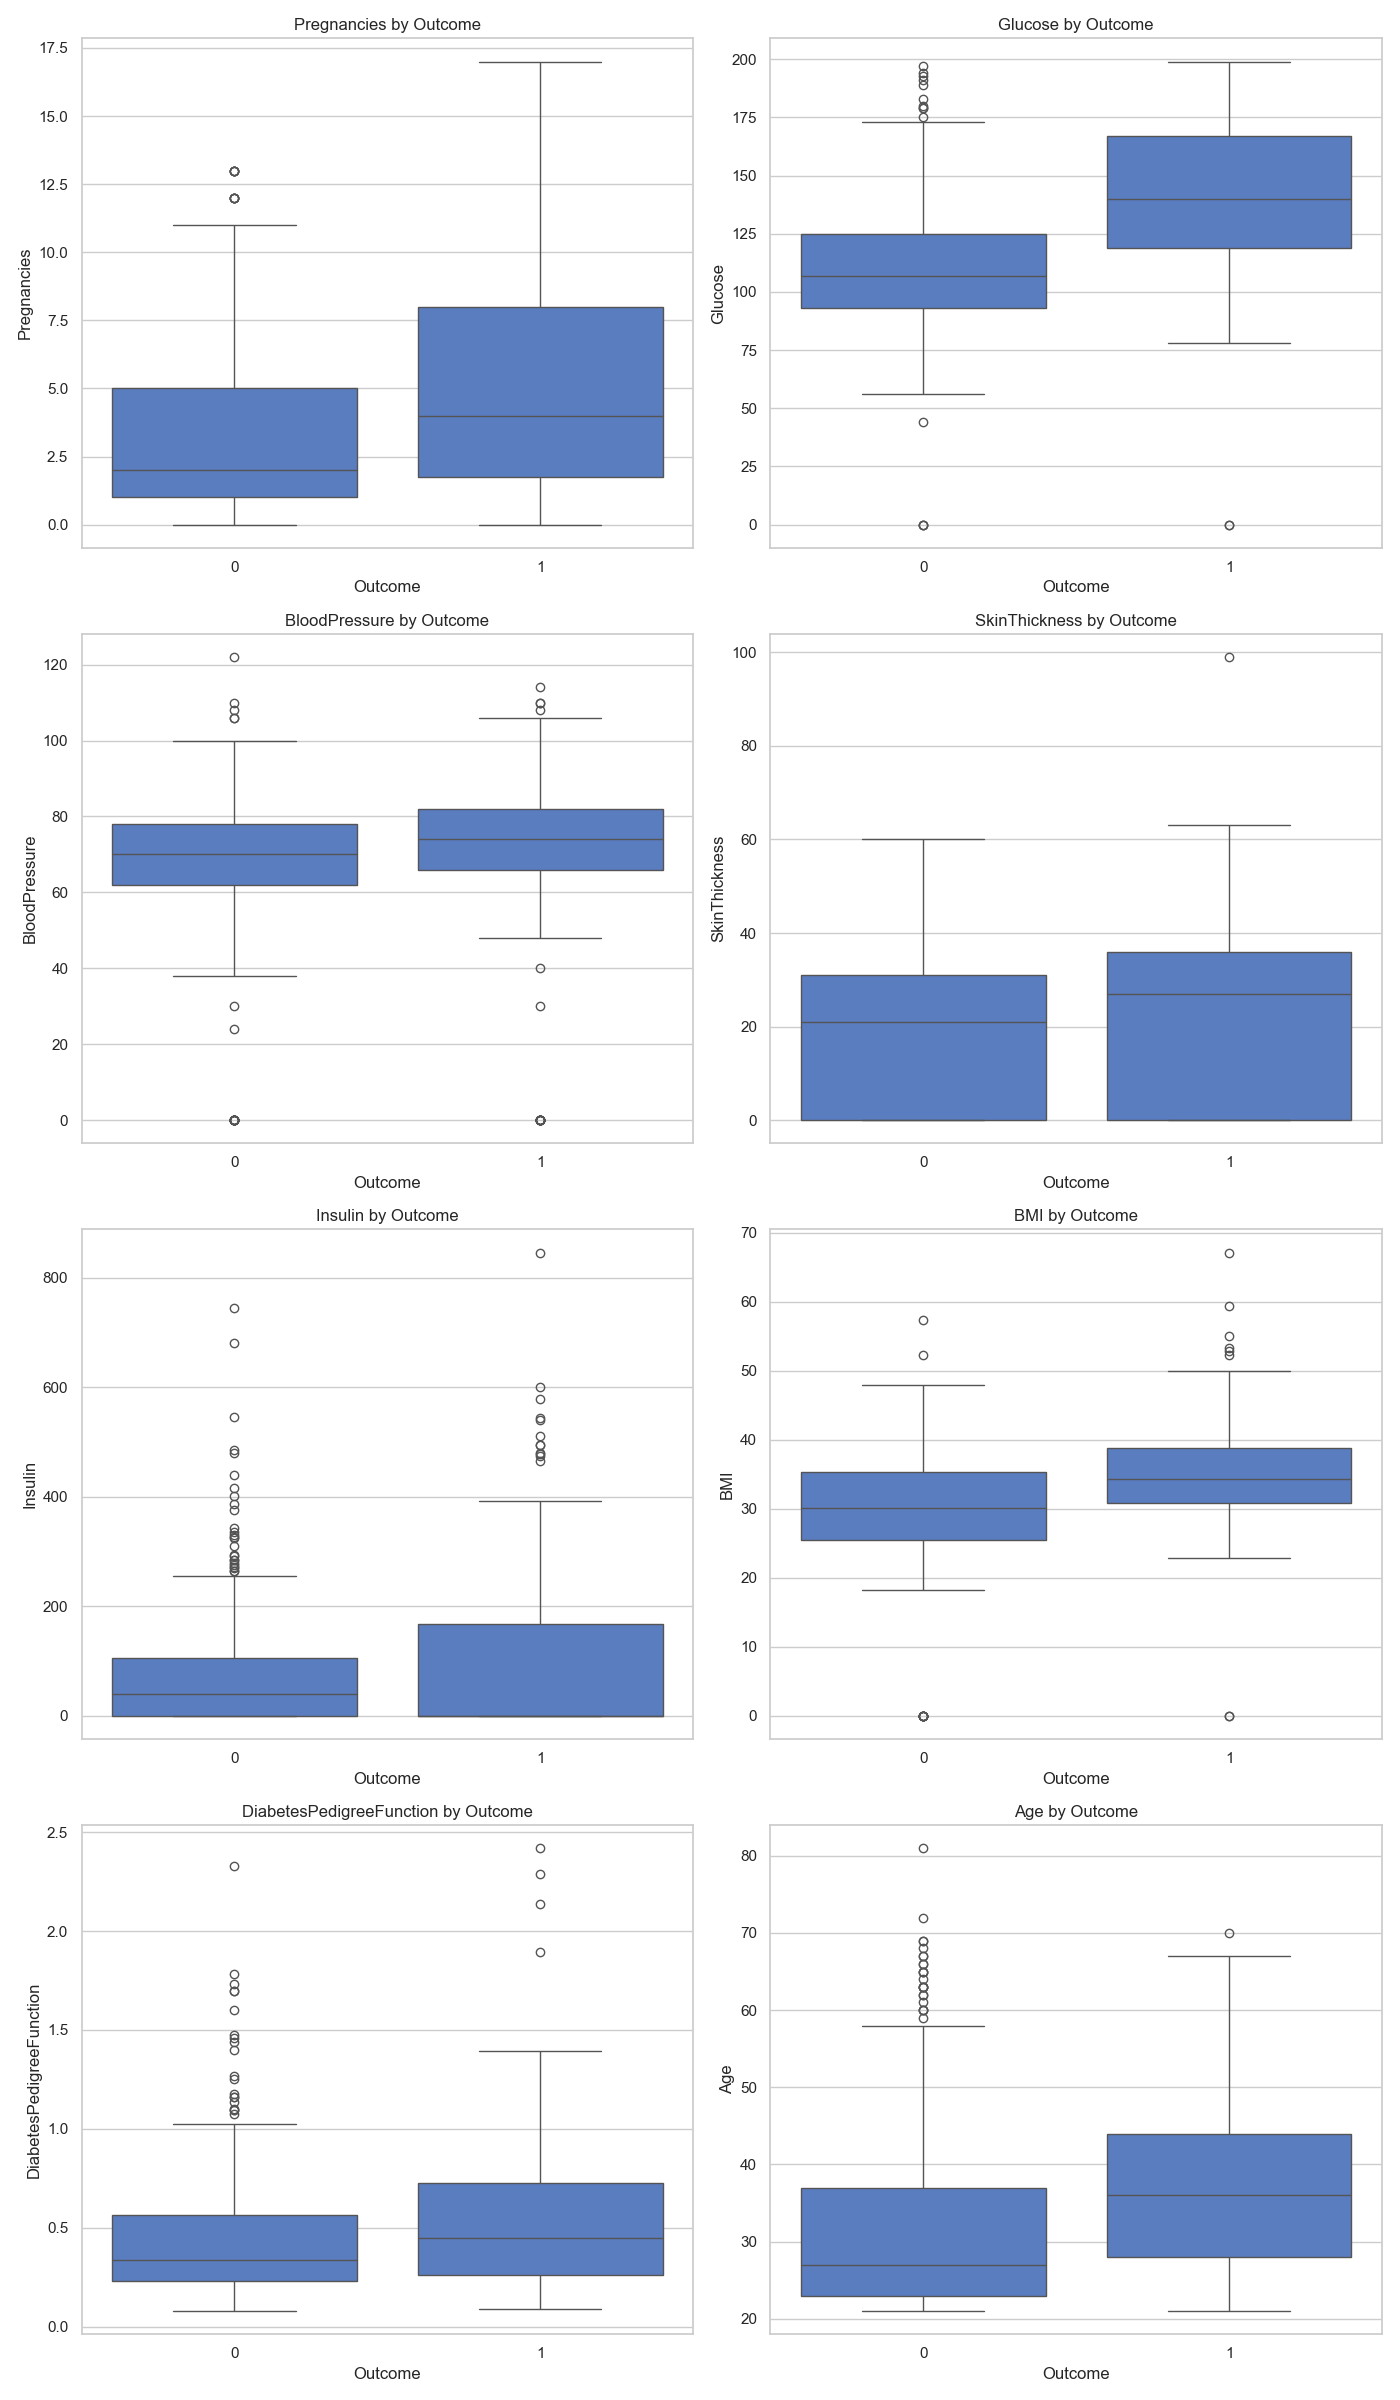 Pregnancies by Outcome
17.5
15.0
12.5
10.0
7.5
5.0
2.5
0.0
Pregnancies
0 1
Outcome
Glucose by Outcome
200
175
150
125
100
75
50
25
0
Glucose
0 1
Outcome
BloodPressure by Outcome
120
100
80
60
40
20
0
BloodPressure
0 1
Outcome
SkinThickness by Outcome
100
80
60
40
20
0
SkinThickness
0 1
Outcome
Insulin by Outcome
800
600
400
200
0
Insulin
0 1
Outcome
BMI by Outcome
70
60
50
40
30
20
10
0
BMI
0 1
Outcome
DiabetesPedigreeFunction by Outcome
2.5
2.0
1.5
1.0
0.5
0.0
DiabetesPedigreeFunction
0 1
Outcome
Age by Outcome
80
70
60
50
40
30
20
Age
0 1
Outcome